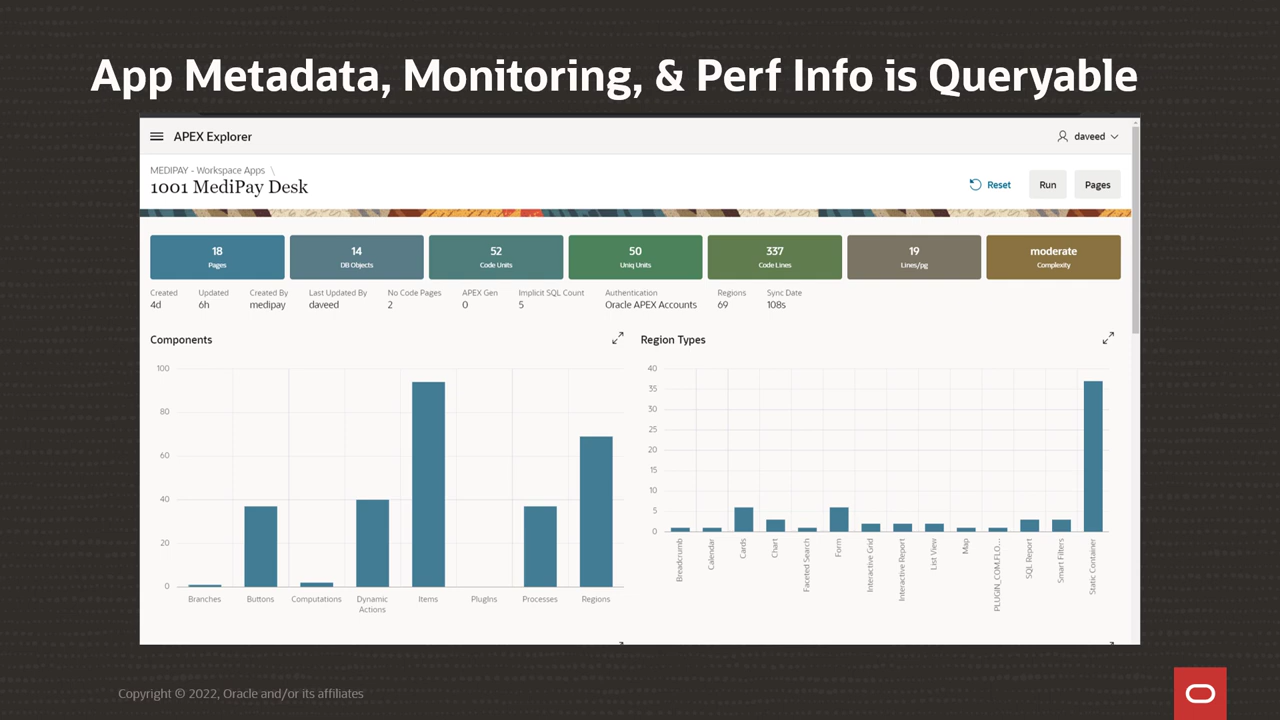 App Metadata, Monitoring, & Perf Info is Queryable
APEX Explorer
daveed
MEDIPAY - Workspace Apps \
1001 MediPay Desk
Reset
Run
Pages
18
Pages
14
DB Objects
52
Code Units
50
Uniq Units
337
Code Lines
19
Lines/pg
moderate
Complexity
Created
4d
Updated
6h
Created By
medipay
Last Updated By
daveed
No Code Pages
2
APEX Gen
0
Implicit SQL Count
5
Authentication
Oracle APEX Accounts
Regions
69
Sync Date
108s
Components
100
80
60
40
20
0
Branches
Buttons
Computations
Dynamic
Actions
Items
PlugIns
Processes
Regions
Region Types
40
35
30
25
20
15
10
5
0
Breadcrumb
Calendar
Cards
Chart
Faceted Search
Form
Interactive Grid
Interactive Report
List View
Map
PLUGIN_COM.FLO...
SQL Report
Smart Filters
Static Container
Copyright © 2022, Oracle and/or its affiliates